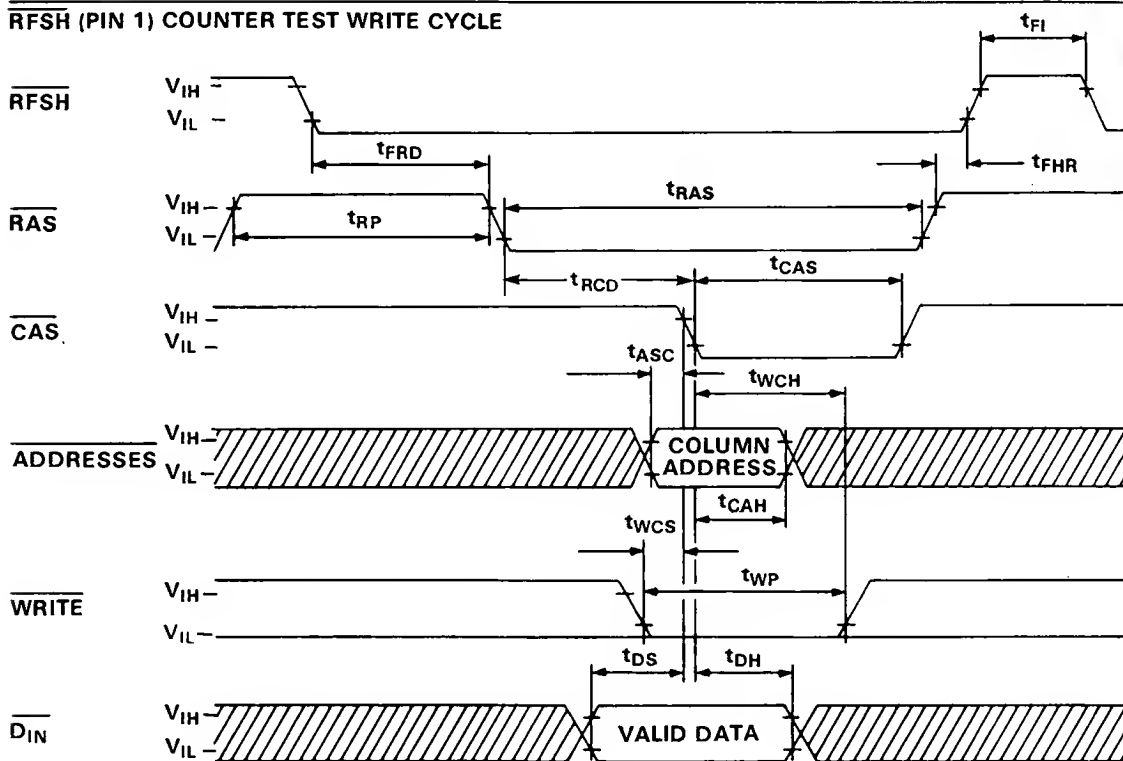 RFSH (PIN 1) COUNTER TEST WRITE CYCLE
tFI
RFSH
VIH
VIL
tFRD
tFHR
RAS
VIH
VIL
tRP
tRAS
tRCD
tCAS
CAS
VIH
VIL
tASC
tWCH
ADDRESSES
VIH
VIL
COLUMN
ADDRESS
tCAH
tWCS
tWP
WRITE
VIH
VIL
tDS
tDH
DIN
VIH
VIL
VALID DATA